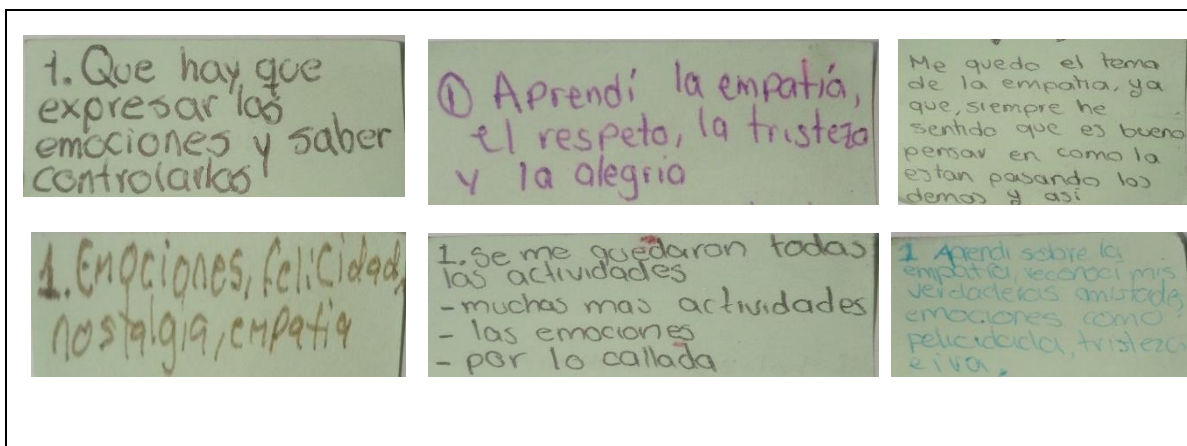 1. Que hay que
expresar las
emociones y saber
controlarlas
① Aprendí la empatía,
el respeto, la tristeza
y la alegria
Me quedo el tema
de la empatia, ya
que, siempre he
sentido que es bueno
pensar en como la
estan pasando los
demas y así
1. Emociones, felicidad,
nostalgia, empatia
1. Se me quedaron todas
las actividades
- muchas mas actividades
- las emociones
- por lo callada
1 Aprendi sobre la
empatia, reconoci mis
verdaderas amistades,
emociones como
tristeza
e ira.